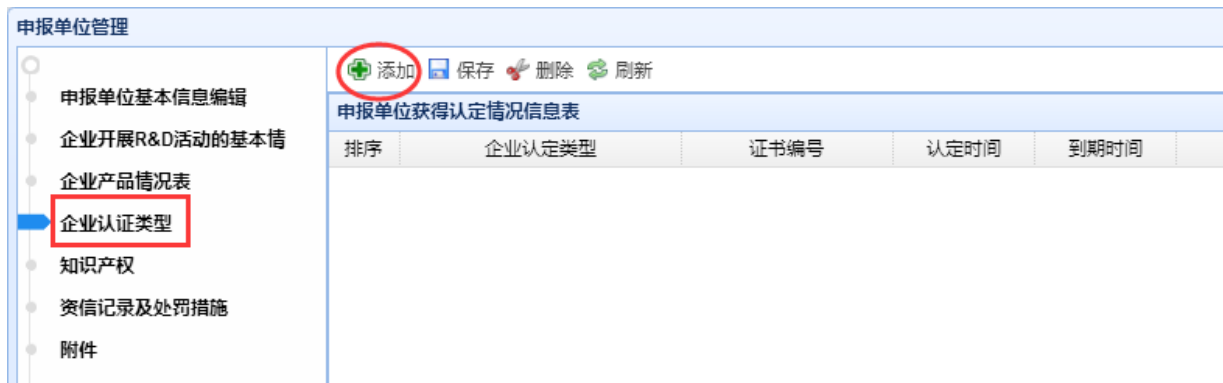 申报单位管理
添加 保存 删除 刷新
申报单位基本信息编辑
企业开展R&D活动的基本情
企业产品情况表
企业认证类型
知识产权
资信记录及处罚措施
附件
申报单位获得认定情况信息表
排序 企业认定类型 证书编号 认定时间 到期时间